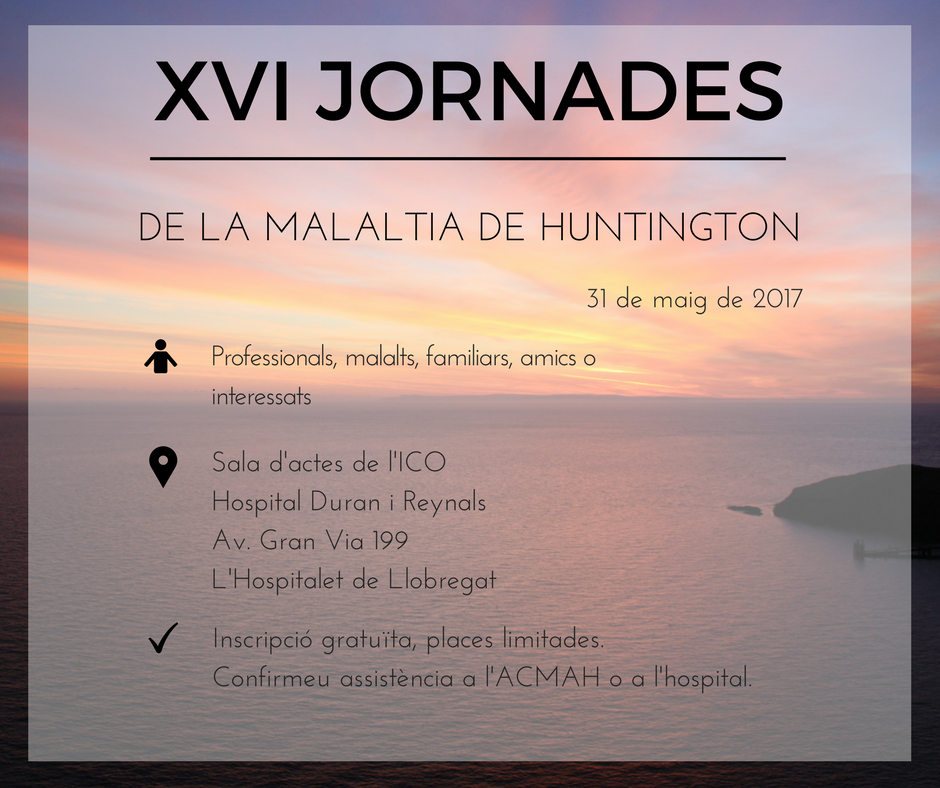 XVI JORNADES
DE LA MALALTIA DE HUNTINGTON
31 de maig de 2017
Professionals, malalts, familiars, amics o
interessats
Sala d'actes de l'ICO
Hospital Duran i Reynals
Av. Gran Via 199
L'Hospitalet de Llobregat
Inscripció gratuïta, places limitades.
Confirmeu assistència a l'ACMAH o a l'hospital.